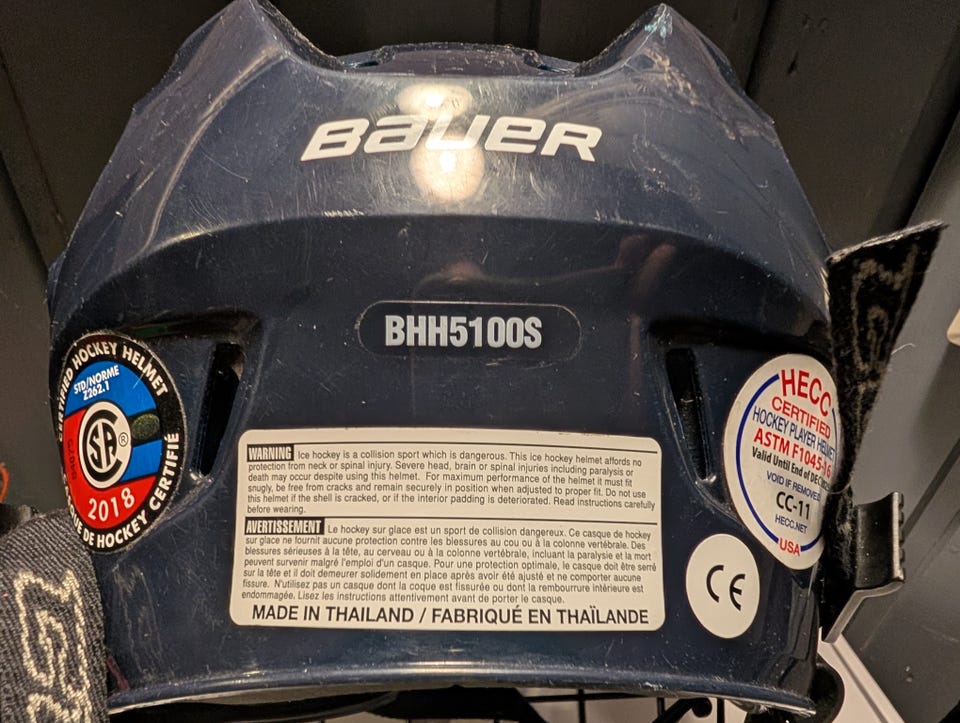 BAUER
BHH5100S
CERTIFIED HOCKEY HELMET
STD/NORME
Z262.1
SA®
2018
DE HOCKEY CERTIFIÉ
WARNING Ice hockey is a collision sport which is dangerous. This ice hockey helmet affords no
protection from neck or spinal injury. Severe head, brain or spinal injuries including paralysis or
death may occur despite using this helmet. For maximum performance of the helmet it must fit
snugly, be free from cracks and remain securely in position when adjusted to proper fit. Do not use
this helmet if the shell is cracked, or if the interior padding is deteriorated. Read instructions carefully
before wearing.
AVERTISSEMENT Le hockey sur glace est un sport de collision dangereux. Ce casque de hockey
sur glace ne fournit aucune protection contre les blessures au cou ou à la colonne vertébrale. Des
blessures sérieuses à la tête, au cerveau ou à la colonne vertébrale, incluant la paralysie et la mort
peuvent survenir malgré l'emploi d'un casque. Pour une protection optimale, le casque doit être serré
sur la tête et il doit demeurer solidement en place après avoir été ajusté et ne comporter aucune
fissure. N'utilisez pas un casque dont la coque est fissurée ou dont la rembourrure intérieure est
endommagée. Lisez les instructions attentivement avant de porter le casque.
MADE IN THAILAND / FABRIQUÉ EN THAÏLANDE
HECC
CERTIFIED
HOCKEY PLAYER HELMET
ASTM F1045-16
Valid Until End of DEC
VOID IF REMOVED
CC-11
HECC.NET
USA
CE